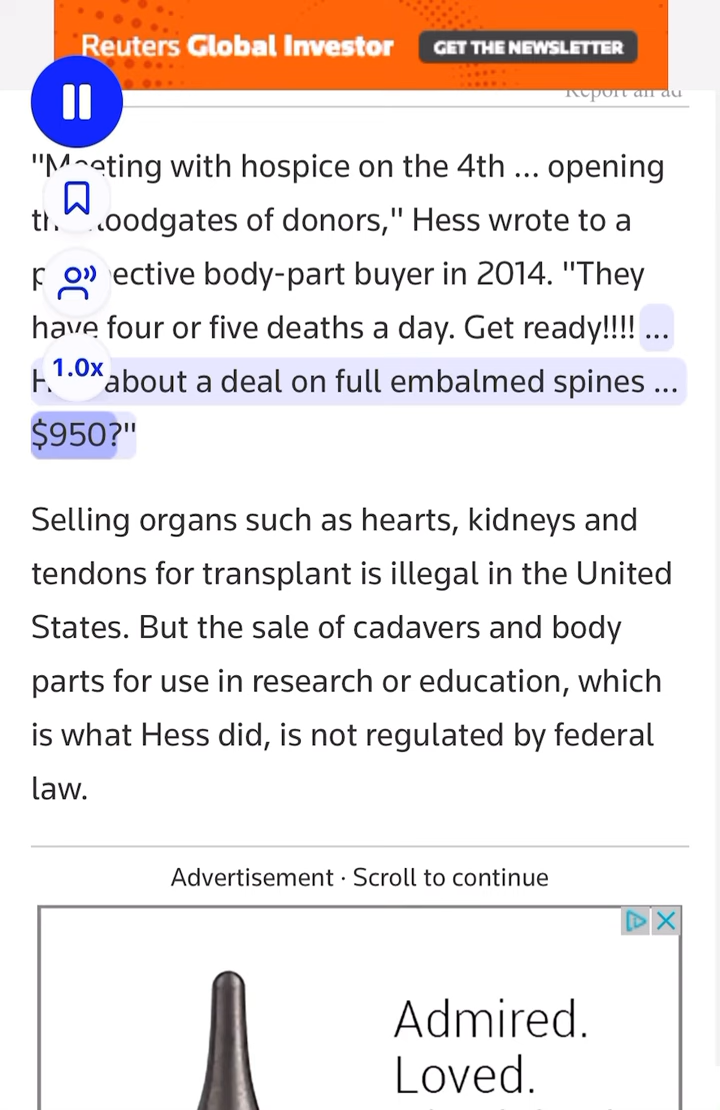 Reuters Global Investor GET THE NEWSLETTER
Report an ad
with hospice on the 4th ... opening
of donors," Hess wrote to a
body-part buyer in 2014. "They
have four or five deaths a day. Get ready!!!! ...
1.0x
about a deal on full embalmed spines ...
$950?"
Selling organs such as hearts, kidneys and
tendons for transplant is illegal in the United
States. But the sale of cadavers and body
parts for use in research or education, which
is what Hess did, is not regulated by federal
law.
Advertisement · Scroll to continue
Admired.
Loved.